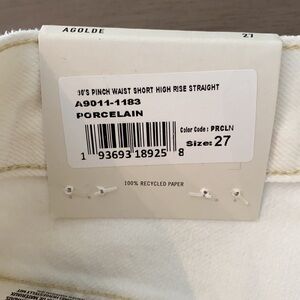 AGOLDE 27
90'S PINCH WAIST SHORT HIGH RISE STRAIGHT
A9011-1183
PORCELAIN
Color Code: PRCLN
Size: 27
1 93693 18925 8
100% RECYCLED PAPER